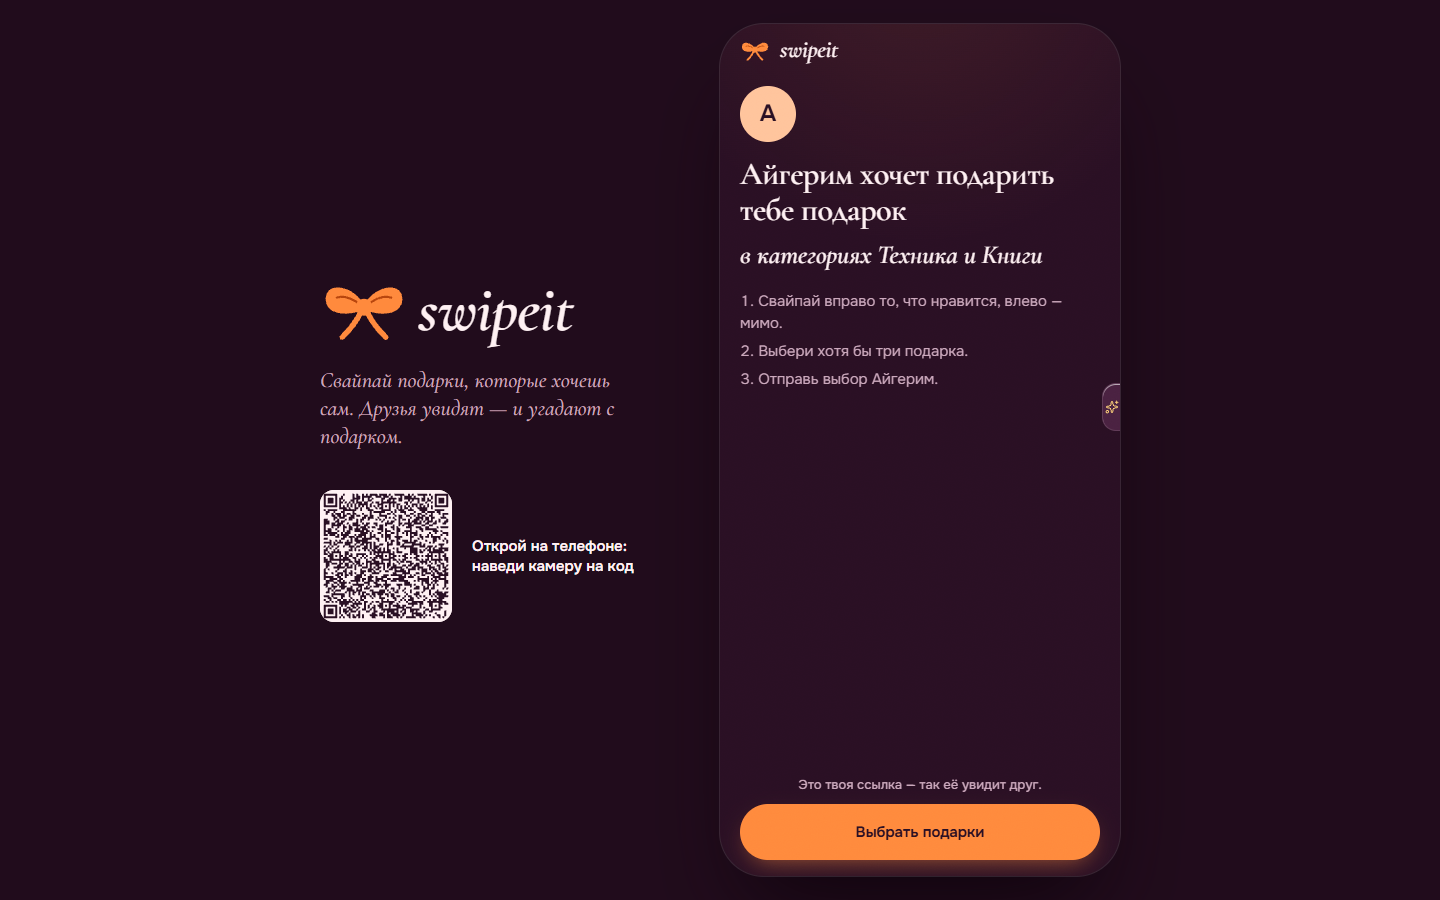 swipeit
Свайпай подарки, которые хочешь
сам. Друзья увидят — и угадают с
подарком.
Открой на телефоне:
наведи камеру на код
swipeit
А
Айгерим хочет подарить
тебе подарок
в категориях Техника и Книги
1. Свайпай вправо то, что нравится, влево —
мимо.
2. Выбери хотя бы три подарка.
3. Отправь выбор Айгерим.
Это твоя ссылка — так её увидит друг.
Выбрать подарки